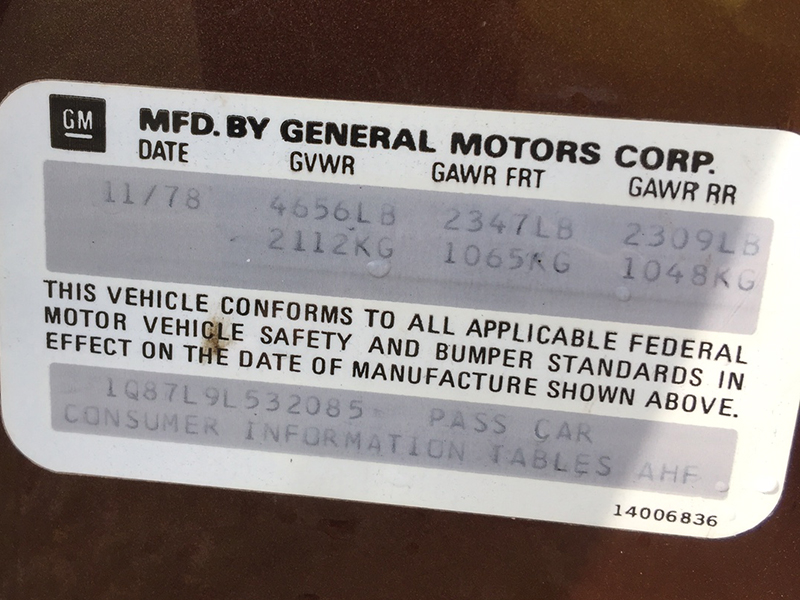 GM
MFD. BY GENERAL MOTORS CORP.
DATE GVWR GAWR FRT GAWR RR
11/78 4656LB 2347LB 2309LB
2112KG 1065KG 1048KG
THIS VEHICLE CONFORMS TO ALL APPLICABLE FEDERAL
MOTOR VEHICLE SAFETY AND BUMPER STANDARDS IN
EFFECT ON THE DATE OF MANUFACTURE SHOWN ABOVE.
1Q87L9L532085 PASS CAR
CONSUMER INFORMATION TABLES
14006836